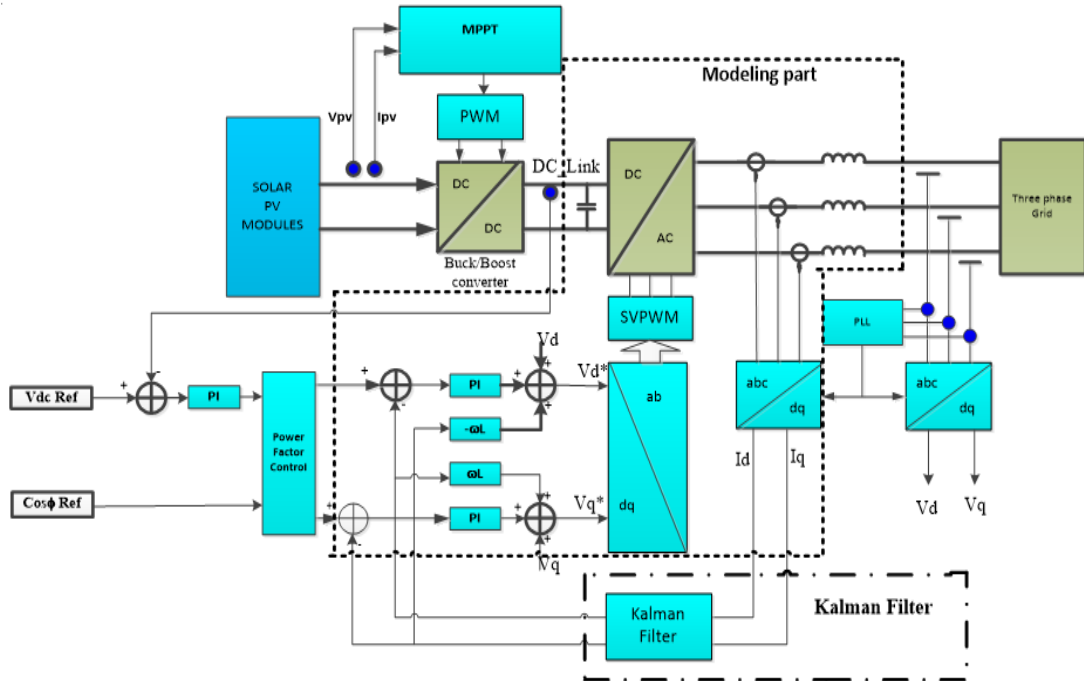 MPPT
Modeling part
Vpv
Ipv
PWM
DC_Link
SOLAR
PV
MODULES
DC
DC
DC
AC
Three phase
Grid
Buck/Boost
converter
SVPWM
PLL
Vd
Vd*
-
+
Vdc Ref
PI
+
-
PI
+
+
+
ab
abc
dq
abc
dq
-ωL
Power
Factor
Control
Id
Iq
ωL
Cosϕ Ref
+
-
PI
+
+
+
Vq*
dq
Vd
Vq
Vq
Kalman
Filter
Kalman Filter